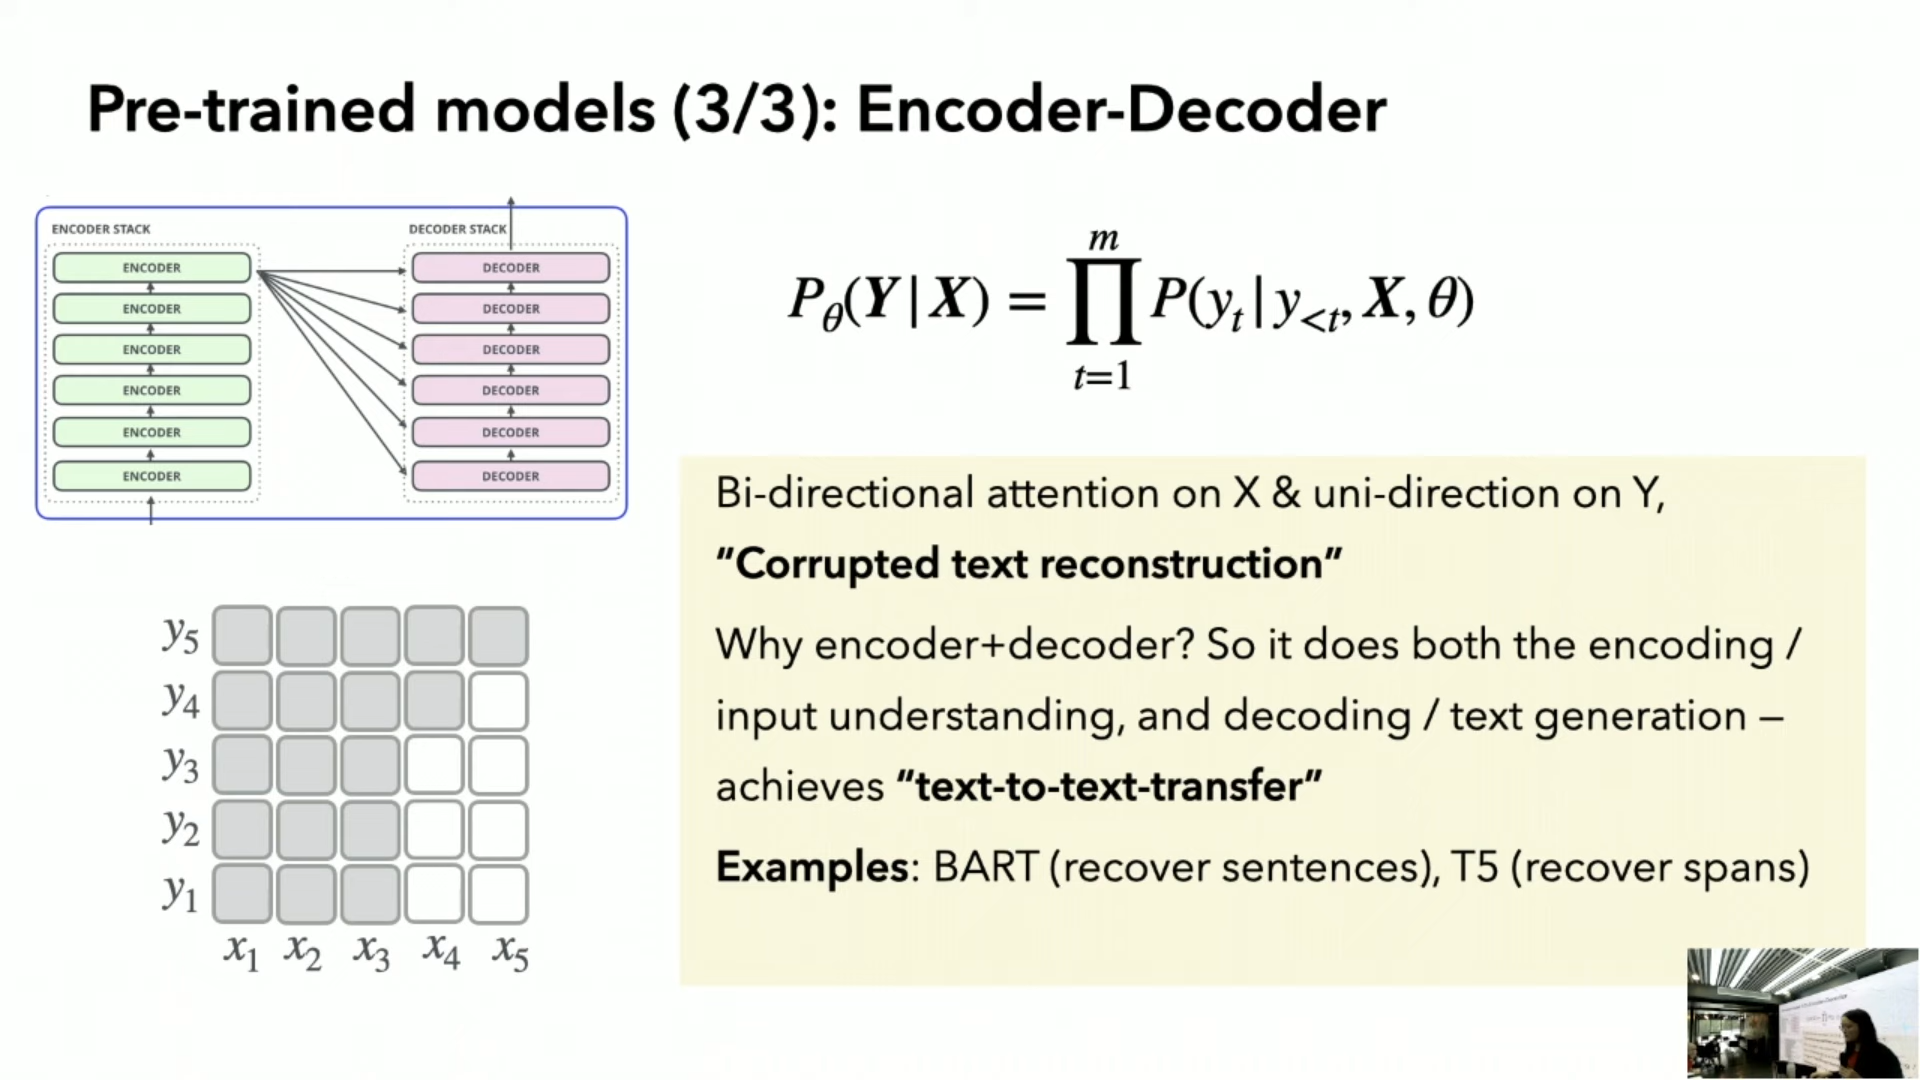 Pre-trained models (3/3): Encoder-Decoder
ENCODER STACK
ENCODER
ENCODER
ENCODER
ENCODER
ENCODER
ENCODER
DECODER STACK
DECODER
DECODER
DECODER
DECODER
DECODER
DECODER
m
P_θ(Y|X) = ∏ P(y_t|y_{<t}, X, θ)
t=1
y5
y4
y3
y2
y1
x1 x2 x3 x4 x5
Bi-directional attention on X & uni-direction on Y,
"Corrupted text reconstruction"
Why encoder+decoder? So it does both the encoding /
input understanding, and decoding / text generation –
achieves "text-to-text-transfer"
Examples: BART (recover sentences), T5 (recover spans)